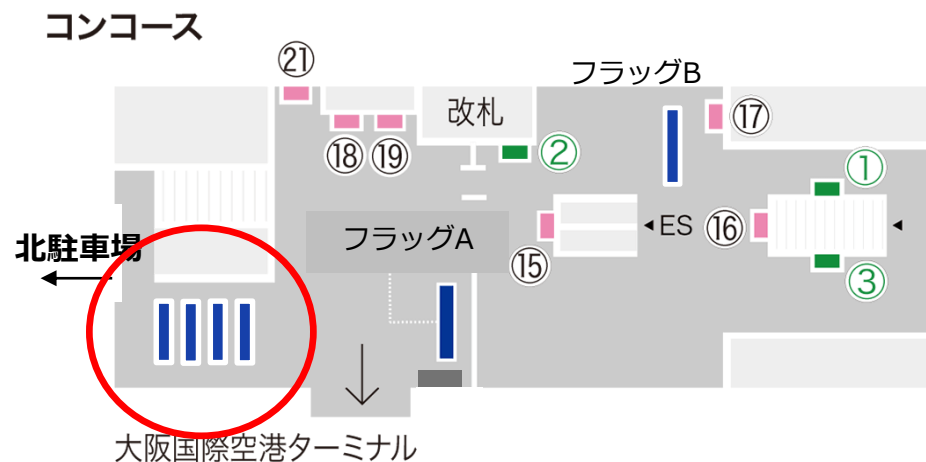 コンコース
㉑
フラッグB
改札
⑰
⑱ ⑲
②
①
北駐車場
フラッグA
◂ES
⑯
⑮
③
大阪国際空港ターミナル